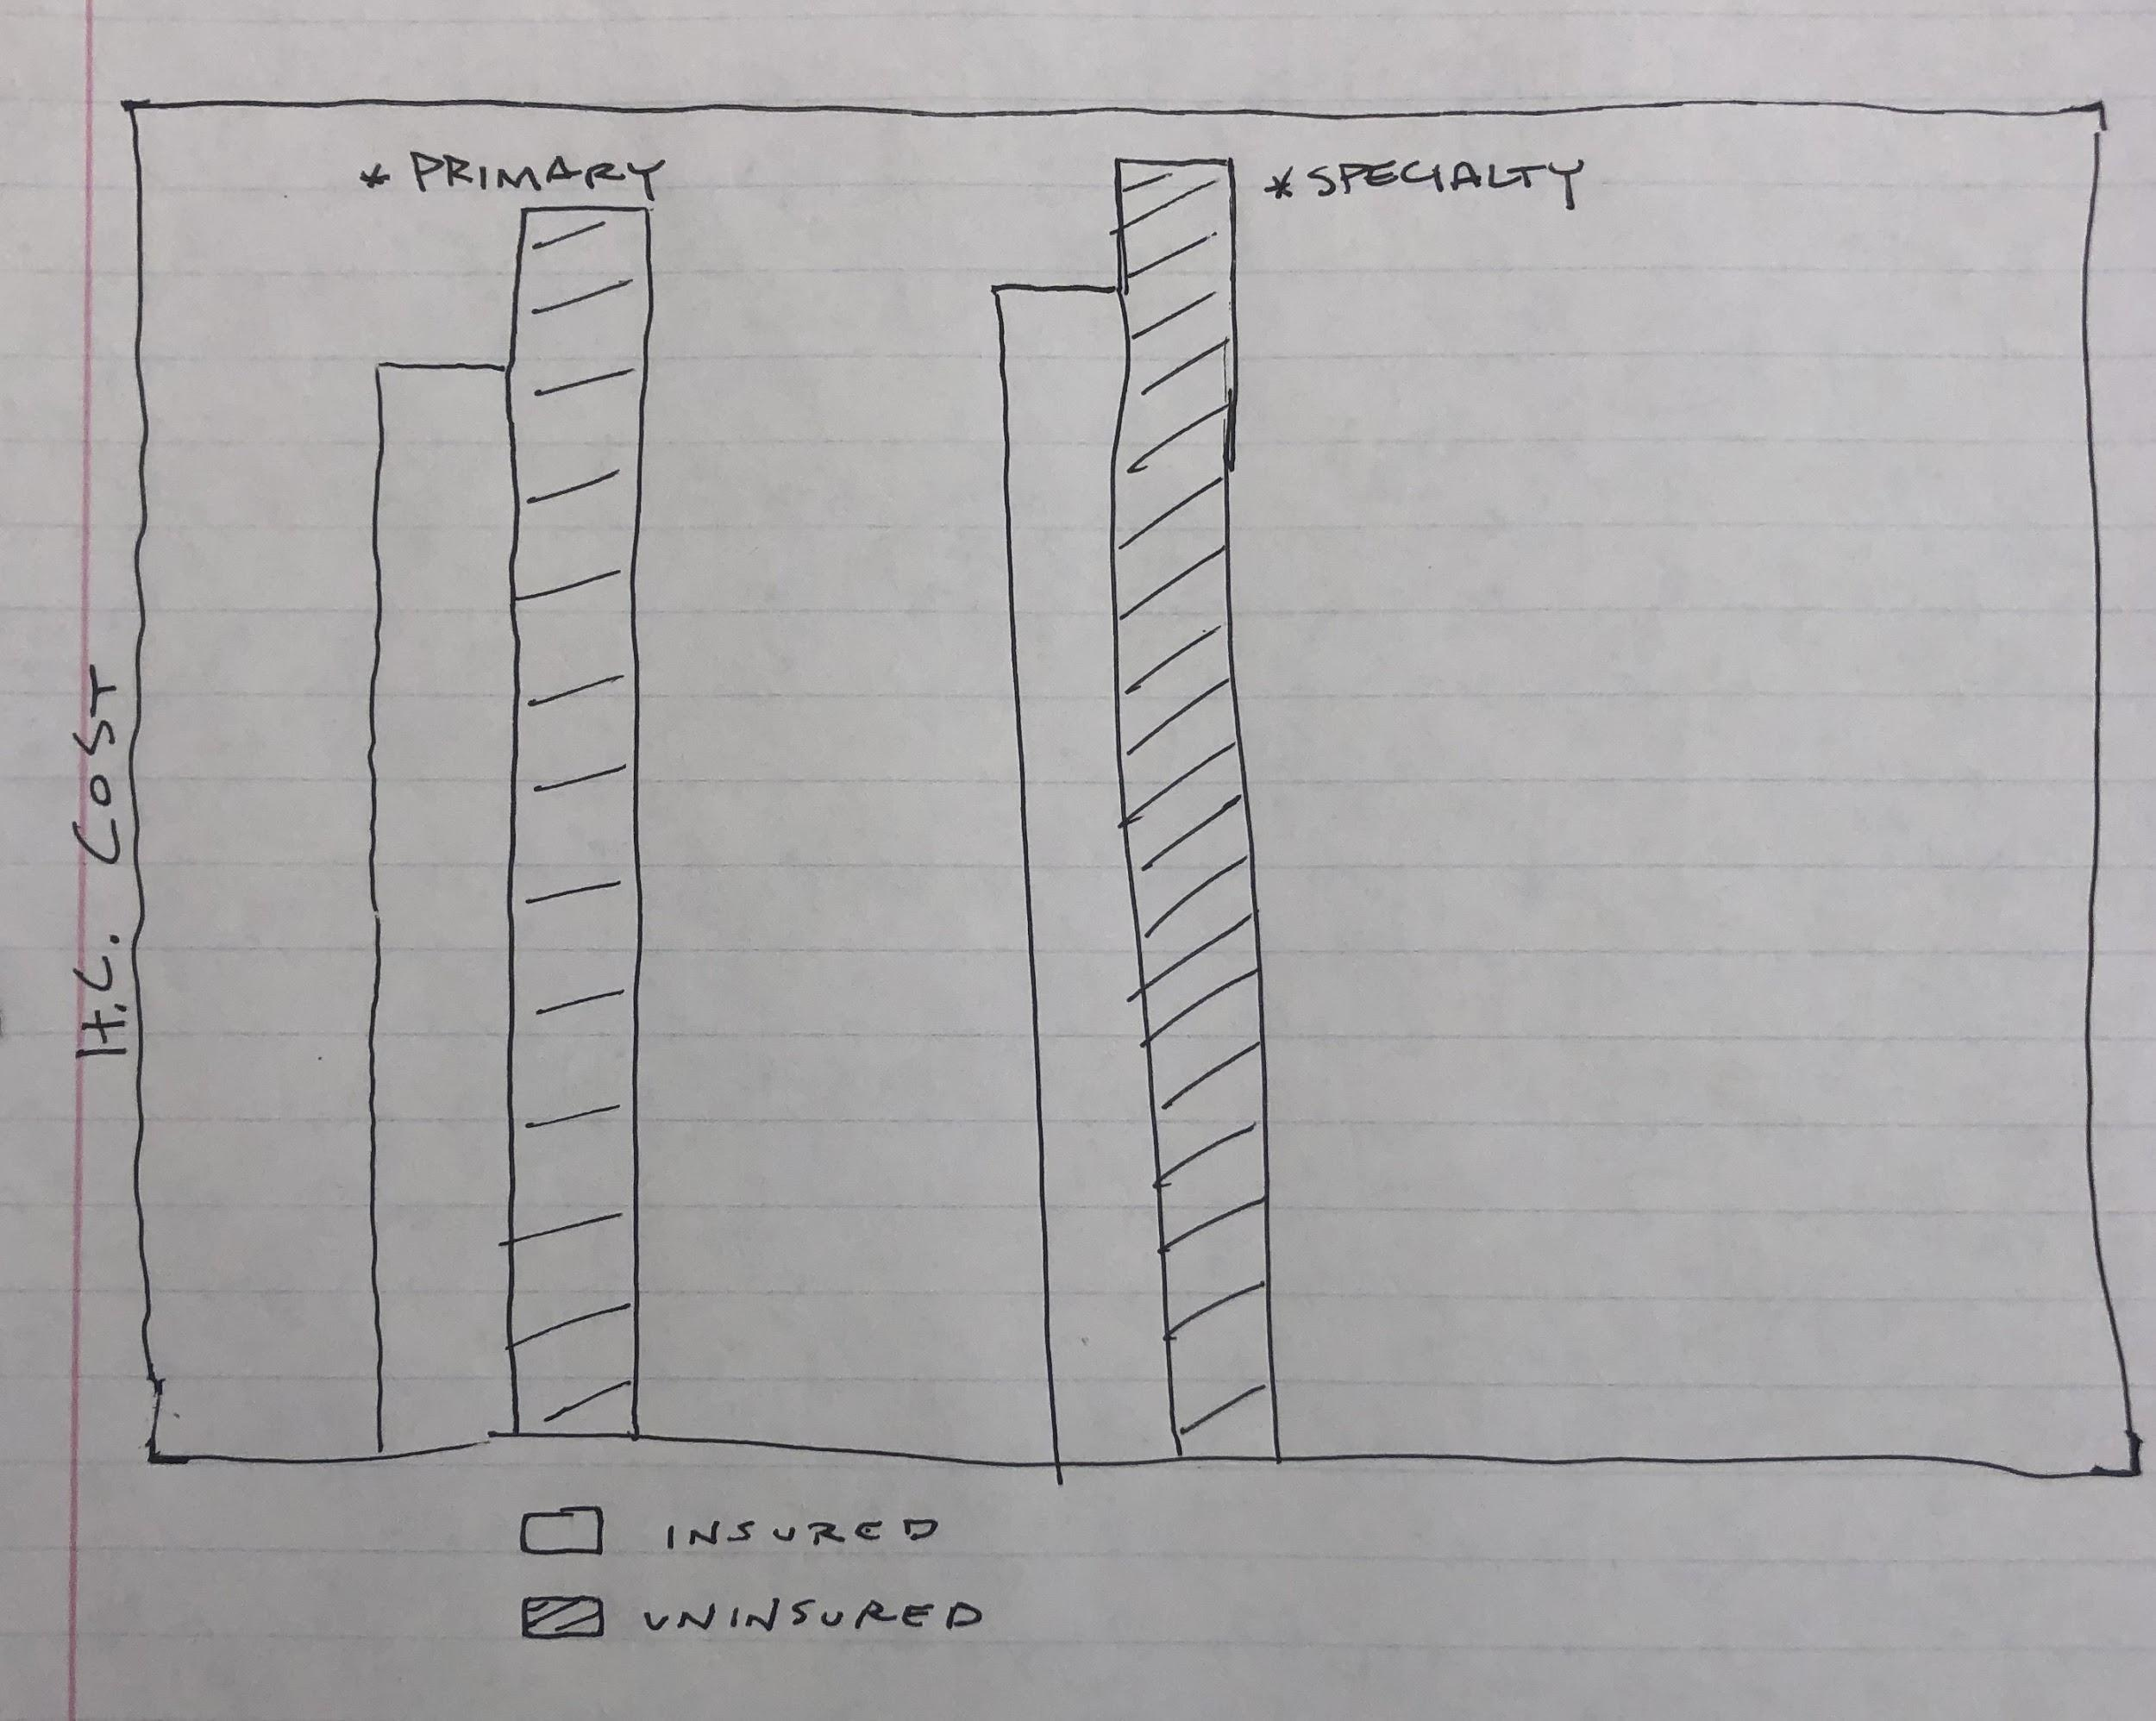 * PRIMARY
* SPECIALTY
H.C. COST
INSURED
UNINSURED